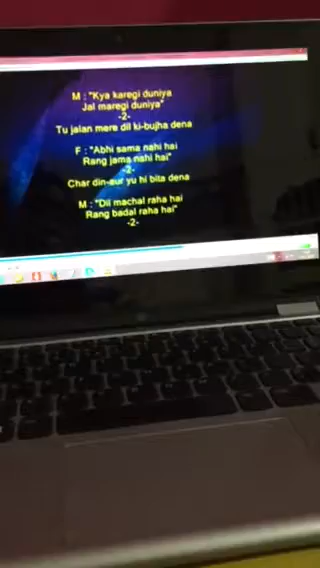 M : "Kya karegi duniya
Jal maregi duniya"
-2-
Tu jalan mere dil ki-bujha dena
F : "Abhi sama nahi hai
Rang jama nahi hai"
-2-
Char din-aur yu hi bita dena
M : "Dil machal raha hai
Rang badal raha hai"
-2-